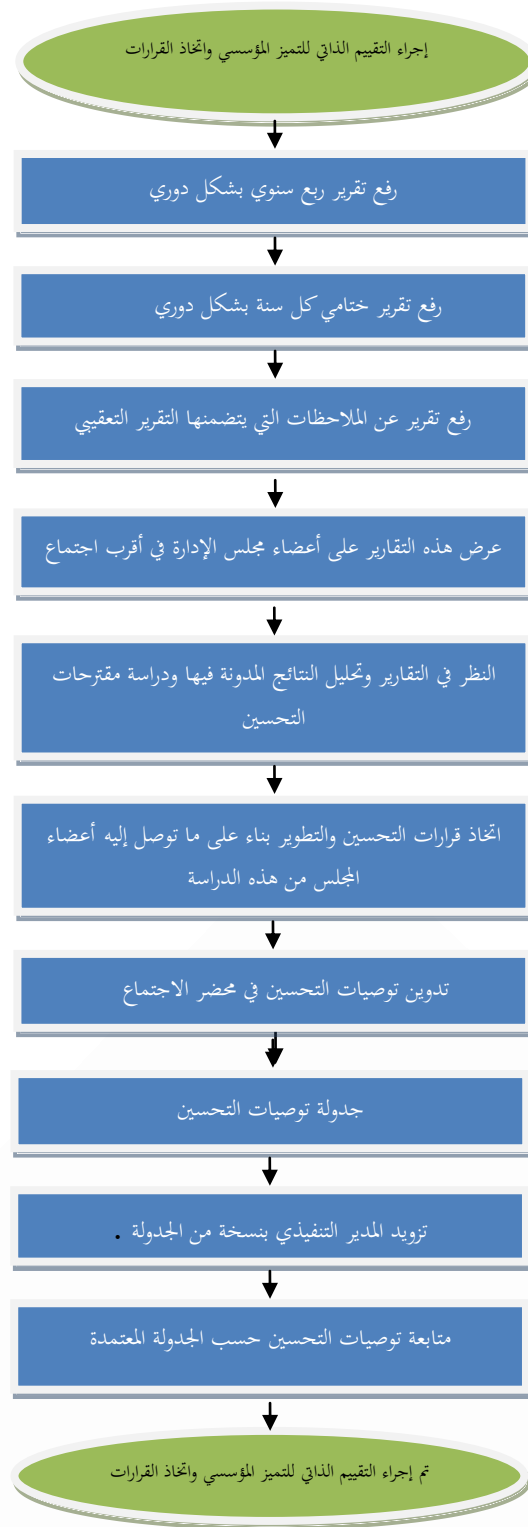 إجراء التقييم الذاتي للتميز المؤسسي واتخاذ القرارات
رفع تقرير ربع سنوي بشكل دوري
رفع تقرير ختامي كل سنة بشكل دوري
رفع تقرير عن الملاحظات التي يتضمنها التقرير التعقيبي
عرض هذه التقارير على أعضاء مجلس الإدارة في أقرب اجتماع
النظر في التقارير وتحليل النتائج المدونة فيها ودراسة مقترحات
التحسين
اتخاذ قرارات التحسين والتطوير بناء على ما توصل إليه أعضاء
المجلس من هذه الدراسة
تدوين توصيات التحسين في محضر الاجتماع
جدولة توصيات التحسين
تزويد المدير التنفيذي بنسخة من الجدولة .
متابعة توصيات التحسين حسب الجدولة المعتمدة
تم إجراء التقييم الذاتي للتميز المؤسسي واتخاذ القرارات